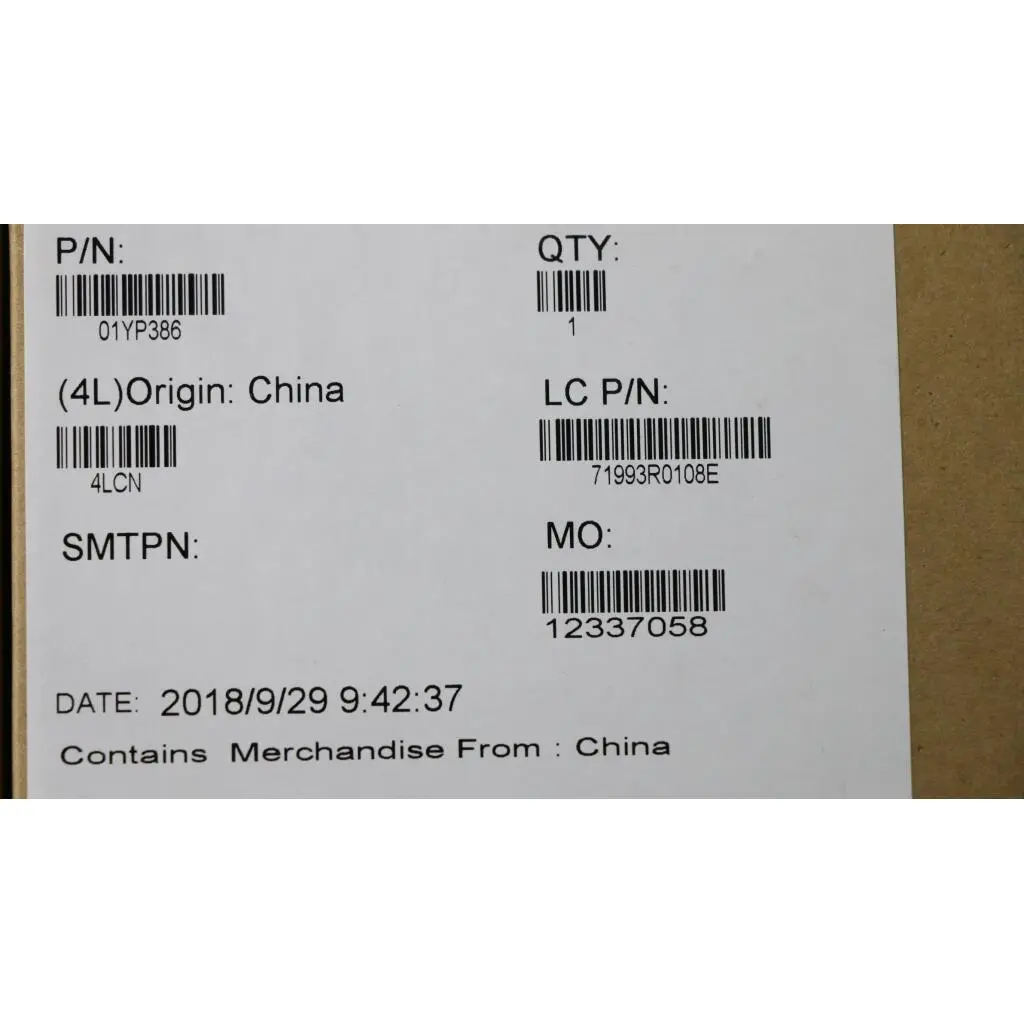 P/N:
01YP386
QTY:
1
(4L)Origin: China
4LCN
LC P/N:
71993R0108E
SMTPN:
MO:
12337058
DATE: 2018/9/29 9:42:37
Contains Merchandise From : China